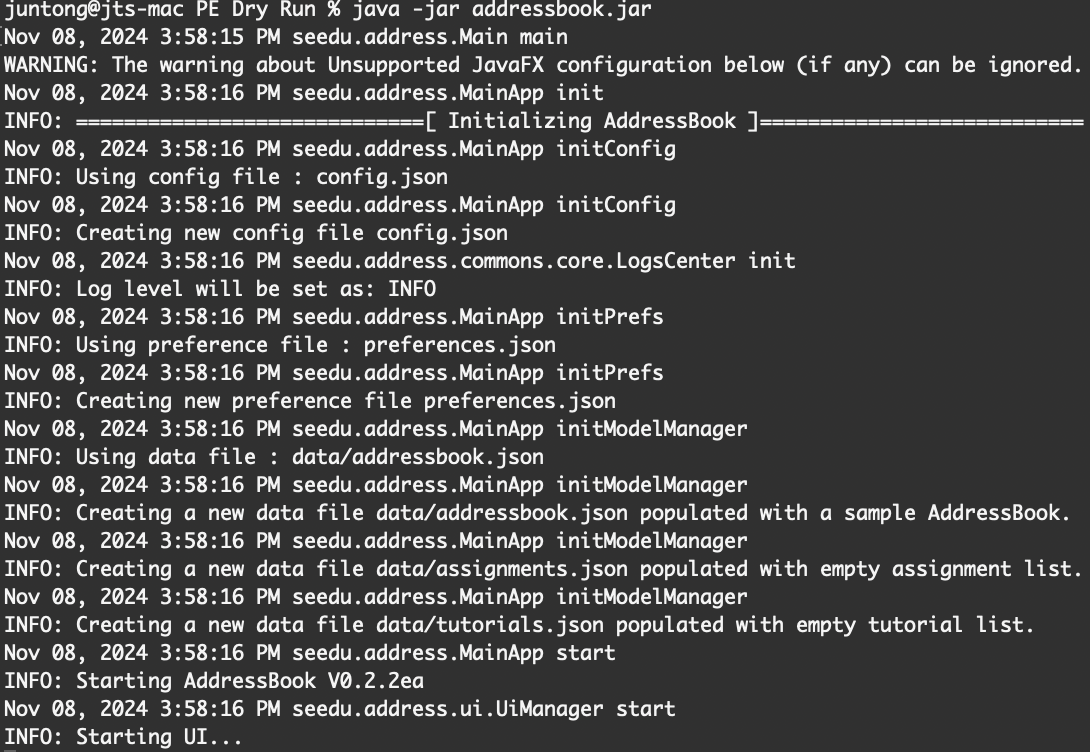 juntong@jts-mac PE Dry Run % java -jar addressbook.jar
Nov 08, 2024 3:58:15 PM seedu.address.Main main
WARNING: The warning about Unsupported JavaFX configuration below (if any) can be ignored.
Nov 08, 2024 3:58:16 PM seedu.address.MainApp init
INFO: =============================[ Initializing AddressBook ]===========================
Nov 08, 2024 3:58:16 PM seedu.address.MainApp initConfig
INFO: Using config file : config.json
Nov 08, 2024 3:58:16 PM seedu.address.MainApp initConfig
INFO: Creating new config file config.json
Nov 08, 2024 3:58:16 PM seedu.address.commons.core.LogsCenter init
INFO: Log level will be set as: INFO
Nov 08, 2024 3:58:16 PM seedu.address.MainApp initPrefs
INFO: Using preference file : preferences.json
Nov 08, 2024 3:58:16 PM seedu.address.MainApp initPrefs
INFO: Creating new preference file preferences.json
Nov 08, 2024 3:58:16 PM seedu.address.MainApp initModelManager
INFO: Using data file : data/addressbook.json
Nov 08, 2024 3:58:16 PM seedu.address.MainApp initModelManager
INFO: Creating a new data file data/addressbook.json populated with a sample AddressBook.
Nov 08, 2024 3:58:16 PM seedu.address.MainApp initModelManager
INFO: Creating a new data file data/assignments.json populated with empty assignment list.
Nov 08, 2024 3:58:16 PM seedu.address.MainApp initModelManager
INFO: Creating a new data file data/tutorials.json populated with empty tutorial list.
Nov 08, 2024 3:58:16 PM seedu.address.MainApp start
INFO: Starting AddressBook V0.2.2ea
Nov 08, 2024 3:58:16 PM seedu.address.ui.UiManager start
INFO: Starting UI...